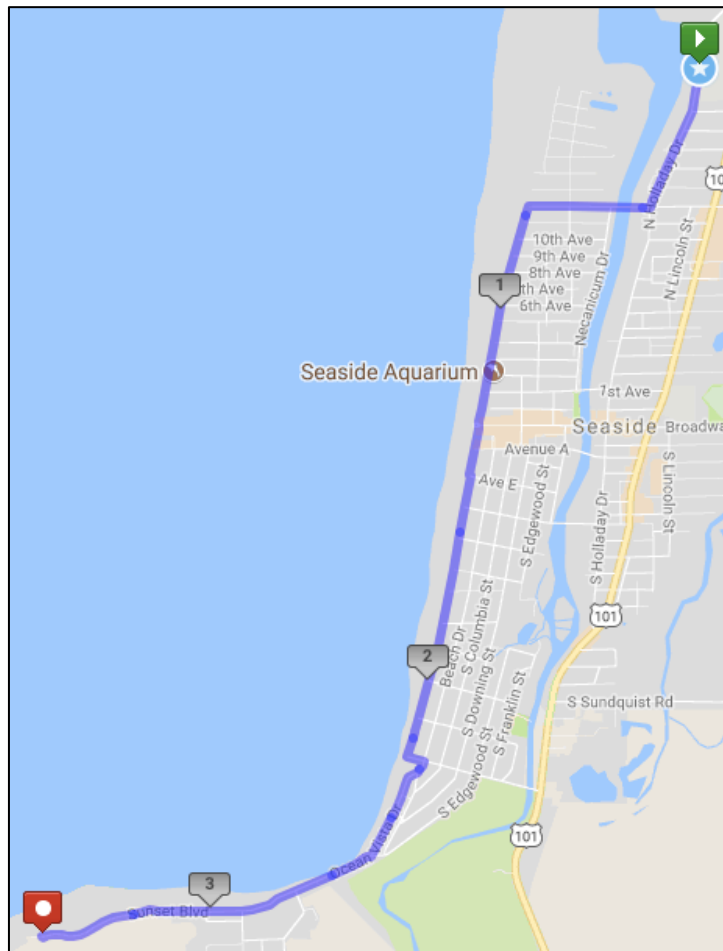 N Holladay Dr
10
N Lincoln St
10th Ave
9th Ave
8th Ave
th Ave
6th Ave
1
Necanicum Dr
Seaside Aquarium
1st Ave
Seaside
Broadwa
Avenue A
Ave E
S Edgewood St
S Lincoln St
S Holladay Dr
101
2
Beach Dr
S Columbia St
S Downing St
S Franklin St
S Sundquist Rd
S Edgewood St
101
Ocean Vista Dr
3
Sunset Blvd